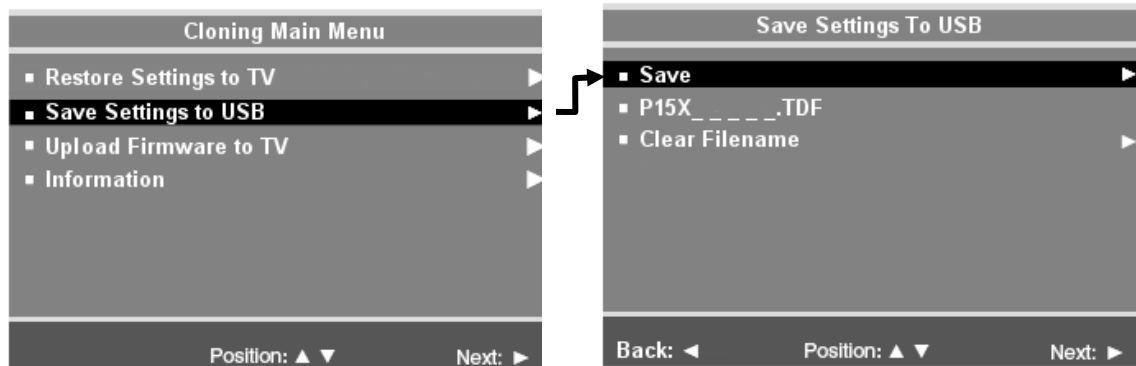 Cloning Main Menu
▪ Restore Settings to TV ▶
▪ Save Settings to USB ▶
▪ Upload Firmware to TV ▶
▪ Information ▶
Position: ▲ ▼ Next: ▶
Save Settings To USB
▪ Save ▶
▪ P15X_ _ _ _ _.TDF
▪ Clear Filename ▶
Back: ◀ Position: ▲ ▼ Next: ▶